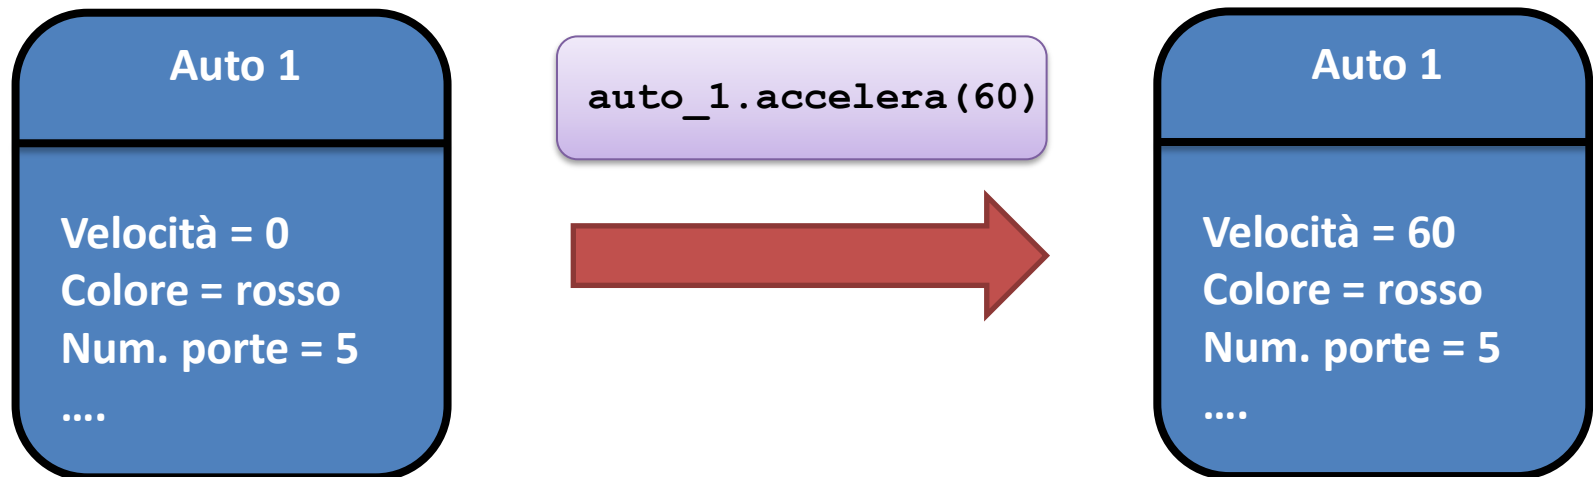 Auto 1
Velocità = 0
Colore = rosso
Num. porte = 5
....
auto_1.accelera(60)
Auto 1
Velocità = 60
Colore = rosso
Num. porte = 5
....